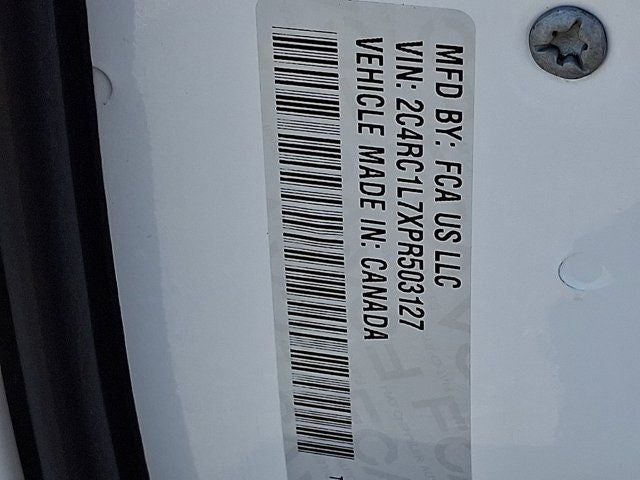 MFD BY: FCA US LLC
VIN: 2C4RC1L7XPR503127
VEHICLE MADE IN: CANADA